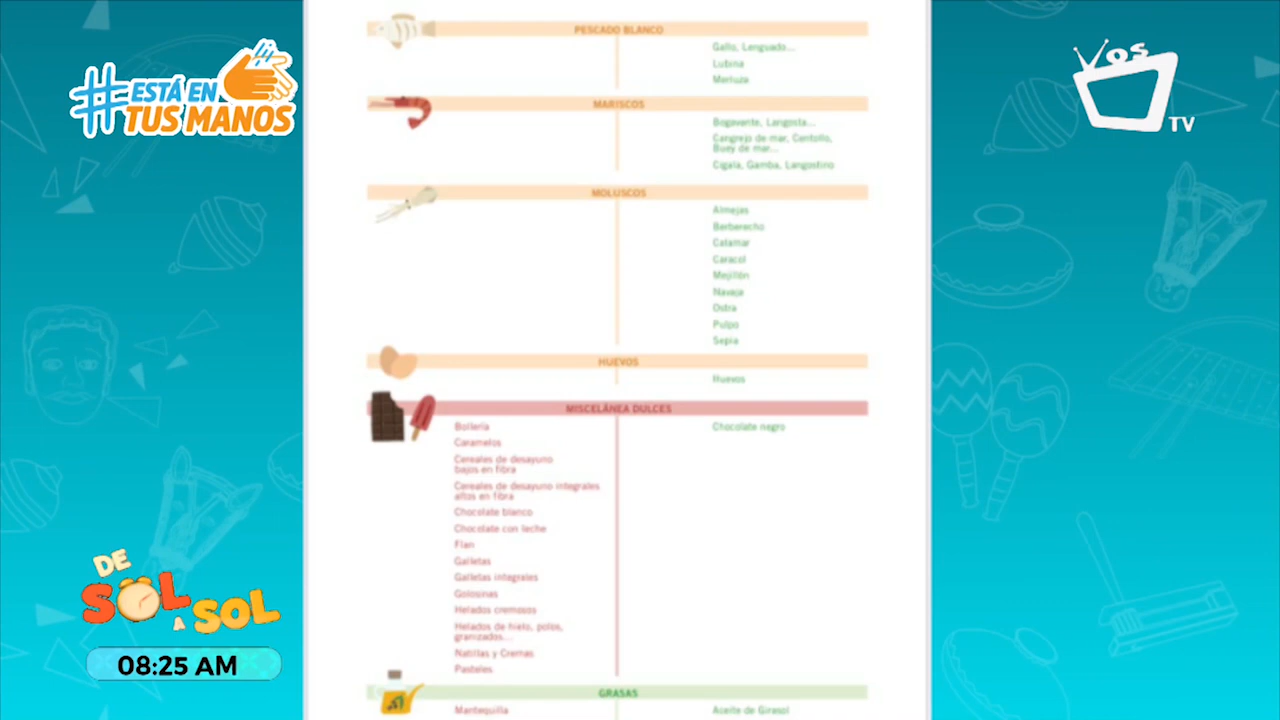 #ESTÁ EN
TUS MANOS
VOS
TV
PESCADO BLANCO
Gallo, Lenguado...
Lubina
Merluza
MARISCOS
Bogavante, Langosta...
Cangrejo de mar, Centollo,
Buey de mar...
Cigala, Gamba, Langostino
MOLUSCOS
Almejas
Berberecho
Calamar
Caracol
Mejillón
Navaja
Ostra
Pulpo
Sepia
HUEVOS
Huevos
MISCELÁNEA DULCES
Bollería
Caramelos
Cereales de desayuno
bajos en fibra
Cereales de desayuno integrales
altos en fibra
Chocolate blanco
Chocolate con leche
Flan
Galletas
Galletas integrales
Golosinas
Helados cremosos
Helados de hielo, polos,
granizados...
Natillas y Cremas
Pasteles
Chocolate negro
GRASAS
Mantequilla
Aceite de Girasol
DE
SOL
A SOL
08:25 AM